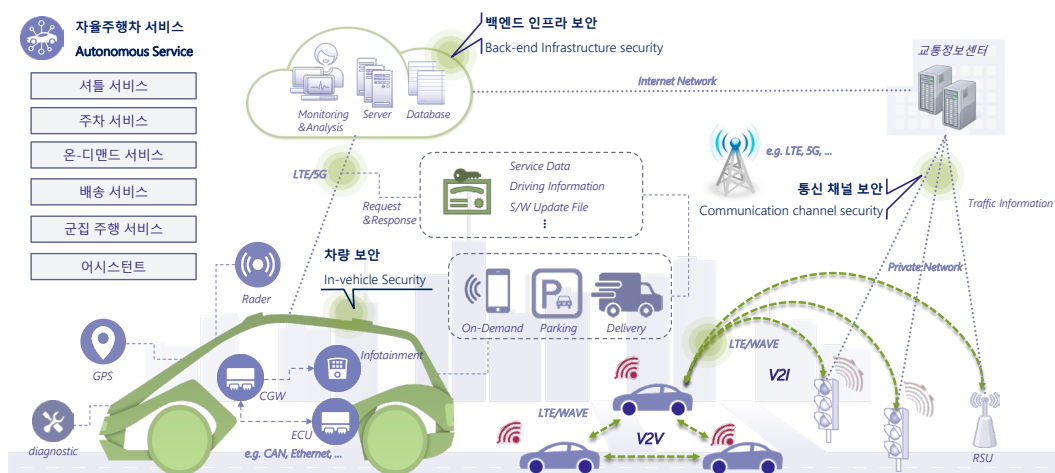 자율주행차 서비스
Autonomous Service
셔틀 서비스
주차 서비스
온-디맨드 서비스
배송 서비스
군집 주행 서비스
어시스턴트
백엔드 인프라 보안
Back-end Infrastructure security
Monitoring
&Analysis
Server
Database
Internet Network
교통정보센터
e.g. LTE, 5G, ...
통신 채널 보안
Communication channel security
Traffic Information
Private Network
LTE/5G
Request
&Response
Service Data
Driving Information
S/W Update File
⋮
차량 보안
In-vehicle Security
On-Demand
Parking
Delivery
Rader
GPS
diagnostic
CGW
Infotainment
ECU
e.g. CAN, Ethernet, ...
LTE/WAVE
V2I
LTE/WAVE
V2V
RSU